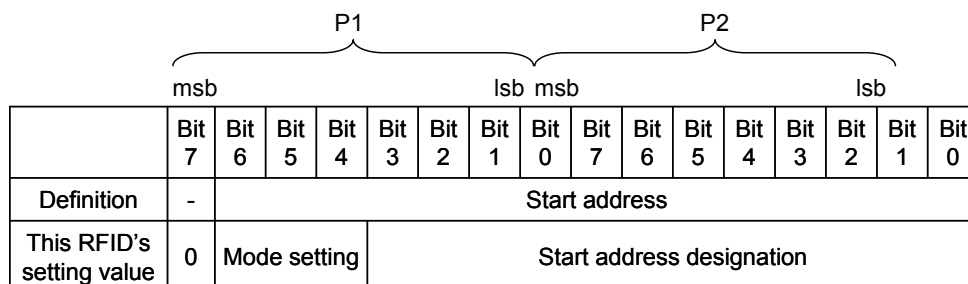 P1 P2
msb lsb msb lsb
Bit 7 Bit 6 Bit 5 Bit 4 Bit 3 Bit 2 Bit 1 Bit 0 Bit 7 Bit 6 Bit 5 Bit 4 Bit 3 Bit 2 Bit 1 Bit 0
Definition - Start address
This RFID's
setting value 0 Mode setting Start address designation